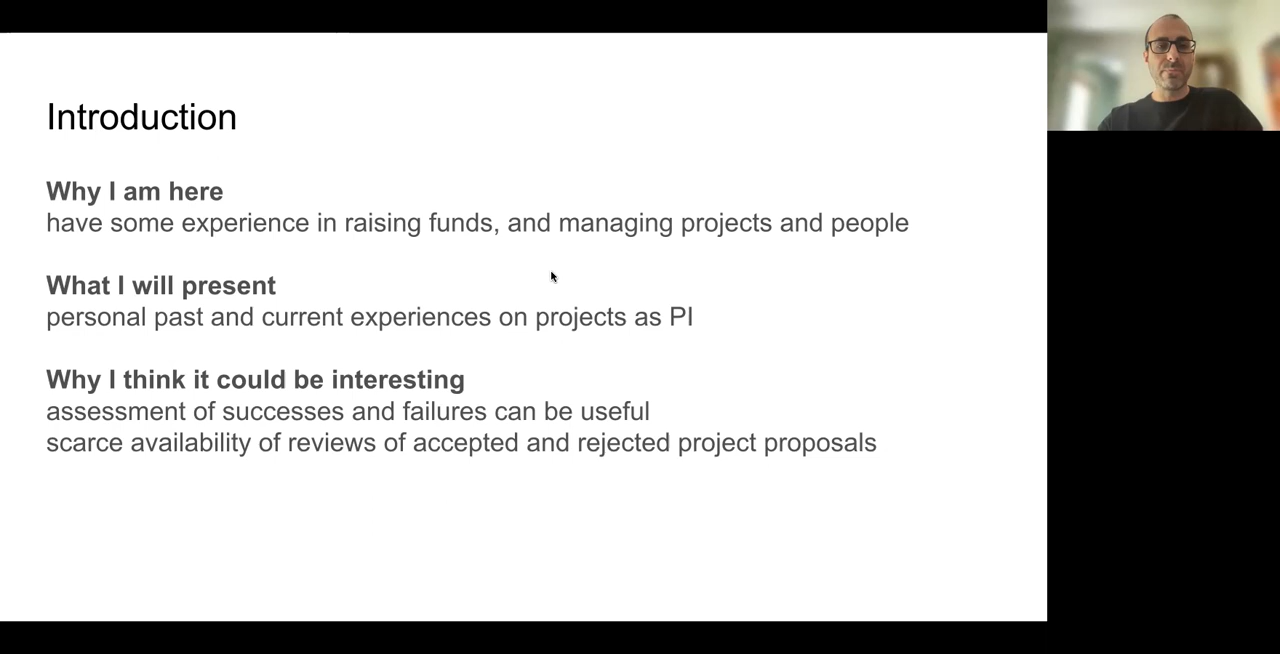 Introduction
Why I am here
have some experience in raising funds, and managing projects and people
What I will present
personal past and current experiences on projects as PI
Why I think it could be interesting
assessment of successes and failures can be useful
scarce availability of reviews of accepted and rejected project proposals